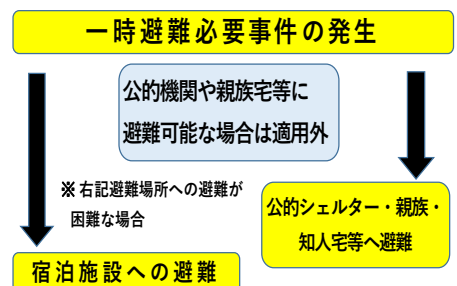 一時避難必要事件の発生
公的機関や親族宅等に
避難可能な場合は適用外
※右記避難場所への避難が
困難な場合
公的シェルター・親族・
知人宅等へ避難
宿泊施設への避難